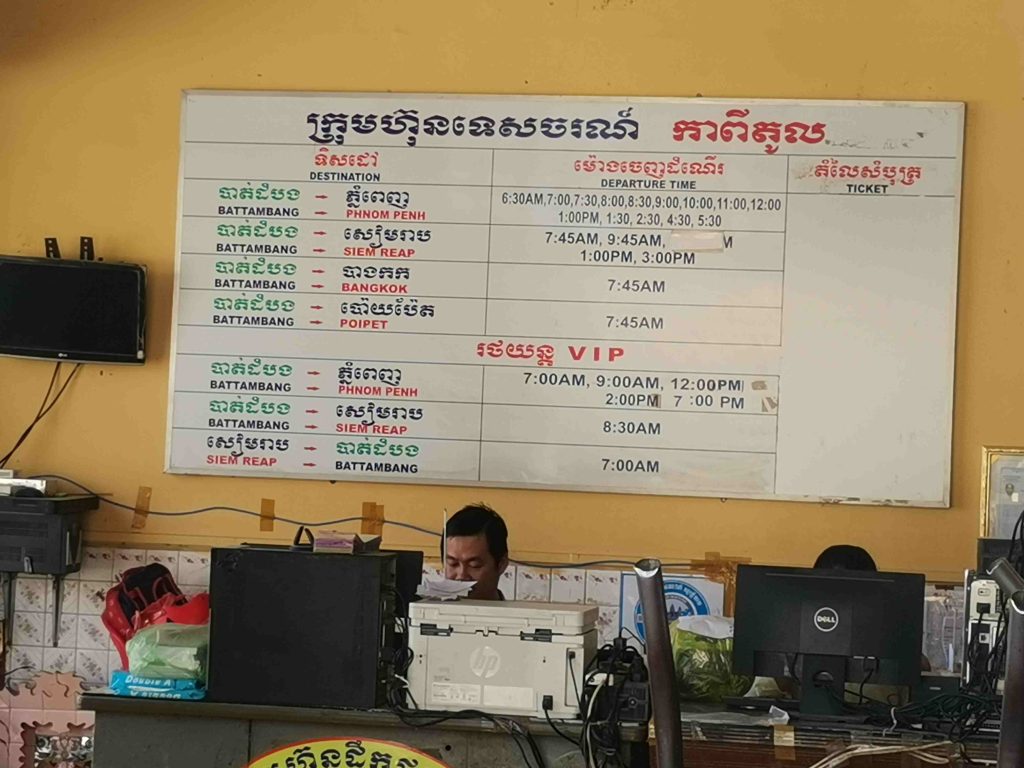 ក្រុមហ៊ុនទេសចរណ៍ កាពីតូល
ទិសដៅ ម៉ោងចេញដំណើរ តំលៃសំបុត្រ
DESTINATION DEPARTURE TIME TICKET
បាត់ដំបង → ភ្នំពេញ 6:30AM,7:00,7:30,8:00,8:30,9:00,10:00,11:00,12:00
BATTAMBANG → PHNOM PENH 1:00PM, 1:30, 2:30, 4:30, 5:30
បាត់ដំបង → សៀមរាប 7:45AM, 9:45AM, M
BATTAMBANG → SIEM REAP 1:00PM, 3:00PM
បាត់ដំបង → បាងកក
BATTAMBANG → BANGKOK 7:45AM
បាត់ដំបង → ប៉ោយប៉ែត
BATTAMBANG → POIPET 7:45AM
រថយន្ត VIP
បាត់ដំបង → ភ្នំពេញ 7:00AM, 9:00AM, 12:00PM
BATTAMBANG → PHNOM PENH 2:00PM 7:00 PM
បាត់ដំបង → សៀមរាប
BATTAMBANG → SIEM REAP 8:30AM
សៀមរាប → បាត់ដំបង
SIEM REAP → BATTAMBANG 7:00AM
LG
hp
DELL
Double A